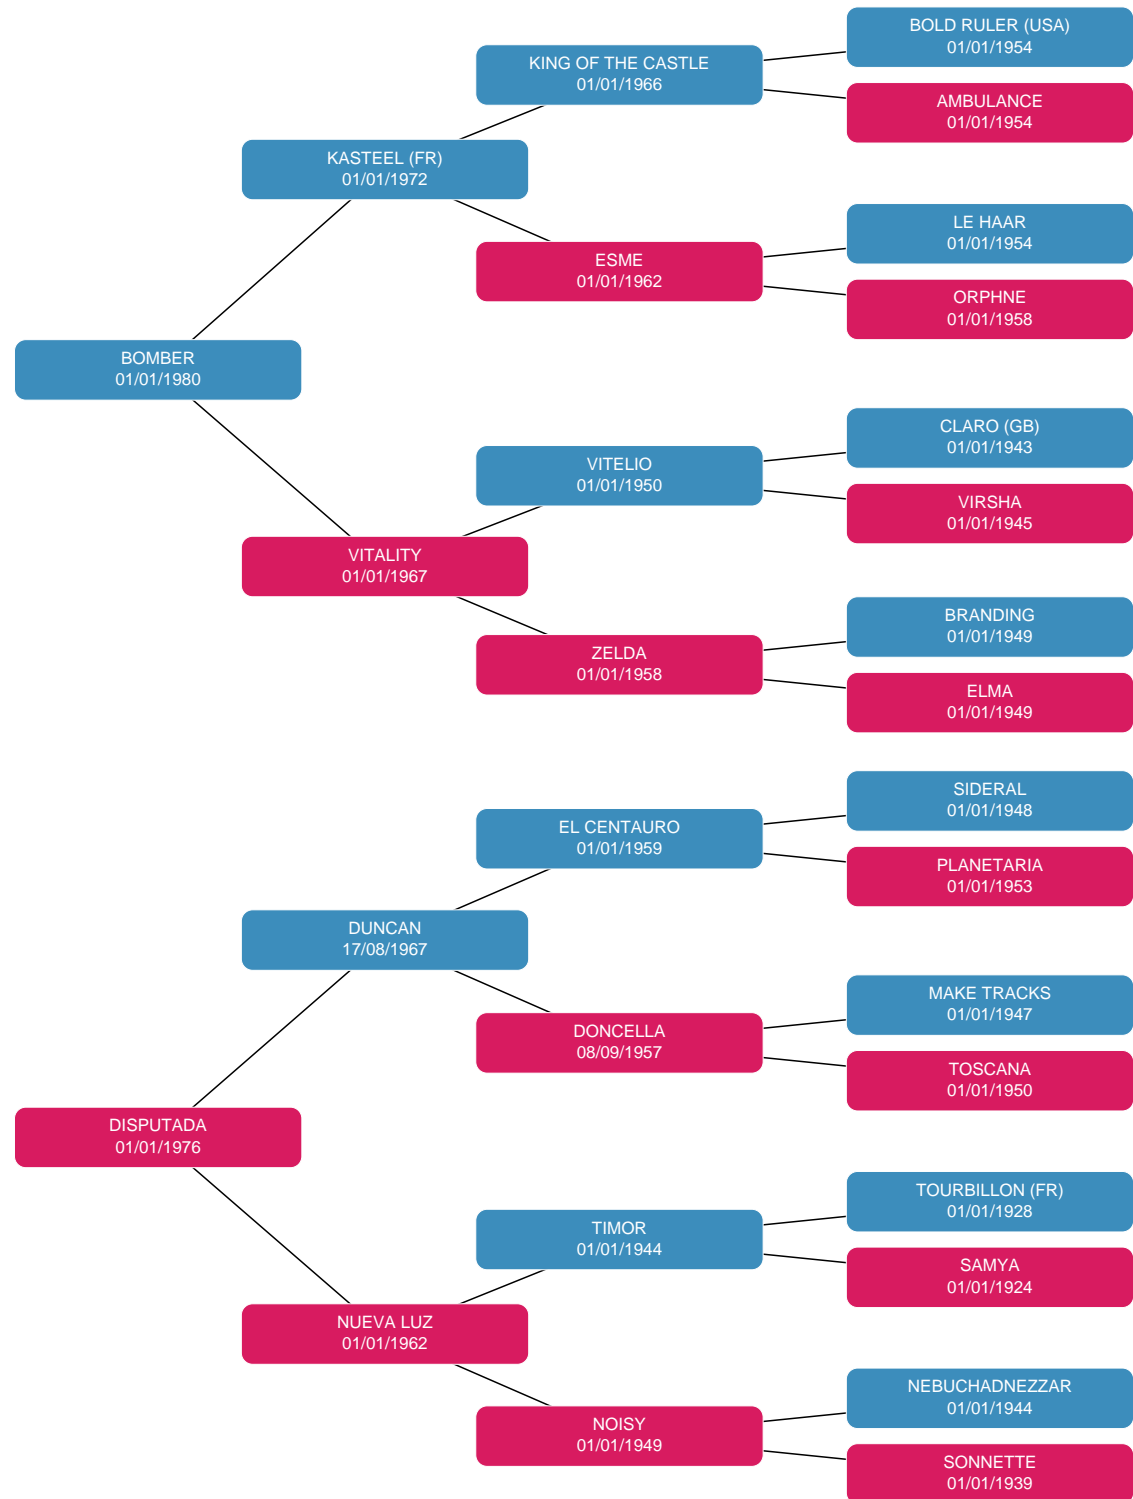 BOLD RULER (USA)
01/01/1954
KING OF THE CASTLE
01/01/1966
AMBULANCE
01/01/1954
KASTEEL (FR)
01/01/1972
LE HAAR
01/01/1954
ESME
01/01/1962
ORPHNE
01/01/1958
BOMBER
01/01/1980
CLARO (GB)
01/01/1943
VITELIO
01/01/1950
VIRSHA
01/01/1945
VITALITY
01/01/1967
BRANDING
01/01/1949
ZELDA
01/01/1958
ELMA
01/01/1949
SIDERAL
01/01/1948
EL CENTAURO
01/01/1959
PLANETARIA
01/01/1953
DUNCAN
17/08/1967
MAKE TRACKS
01/01/1947
DONCELLA
08/09/1957
TOSCANA
01/01/1950
DISPUTADA
01/01/1976
TOURBILLON (FR)
01/01/1928
TIMOR
01/01/1944
SAMYA
01/01/1924
NUEVA LUZ
01/01/1962
NEBUCHADNEZZAR
01/01/1944
NOISY
01/01/1949
SONNETTE
01/01/1939